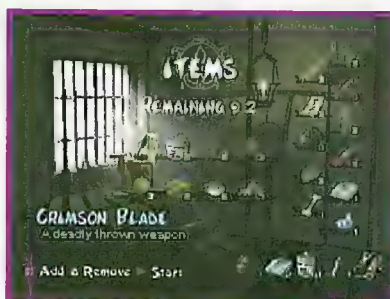 ITEMS
REMAINING : 2
CRIMSON BLADE
A deadly thrown weapon.
Add Remove Start